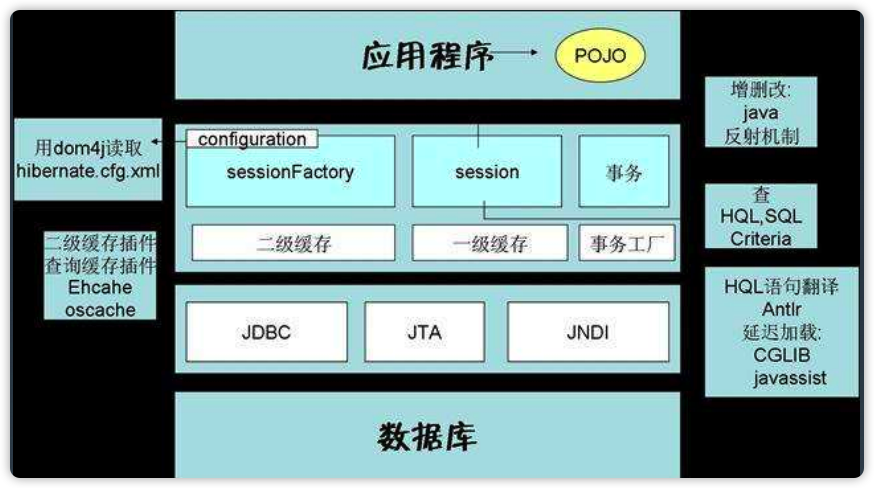 应用程序
POJO
增删改:
java
反射机制
用dom4j读取
hibernate.cfg.xml
configuration
sessionFactory
session
事务
查
HQL,SQL
Criteria
二级缓存插件
查询缓存插件
Ehcahe
oscache
二级缓存
一级缓存
事务工厂
HQL语句翻译
Antlr
延迟加载:
CGLIB
javassist
JDBC
JTA
JNDI
数据库